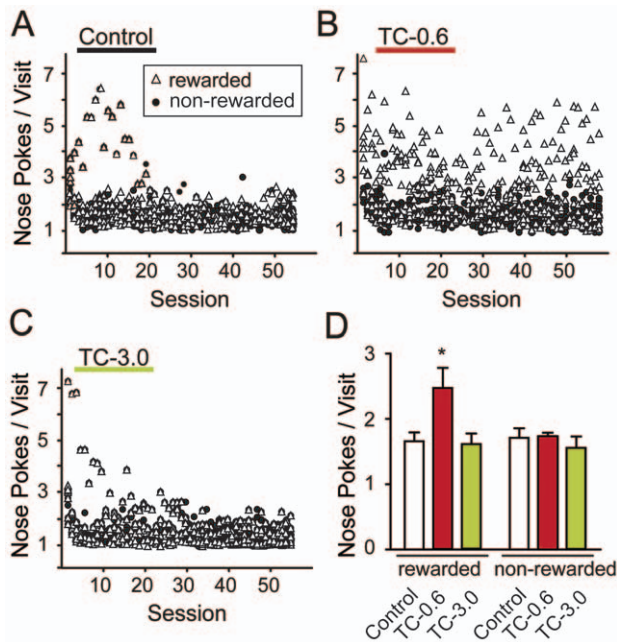 A
Control
Nose Pokes / Visit
7
5
3
1
△ rewarded
● non-rewarded
10 20 30 40 50
Session
B
TC-0.6
Nose Pokes / Visit
7
5
3
1
10 20 30 40 50
Session
C
TC-3.0
Nose Pokes / Visit
7
5
3
1
10 20 30 40 50
Session
D
Nose Pokes / Visit
3
2
1
0
*
rewarded non-rewarded
Control TC-0.6 TC-3.0 Control TC-0.6 TC-3.0